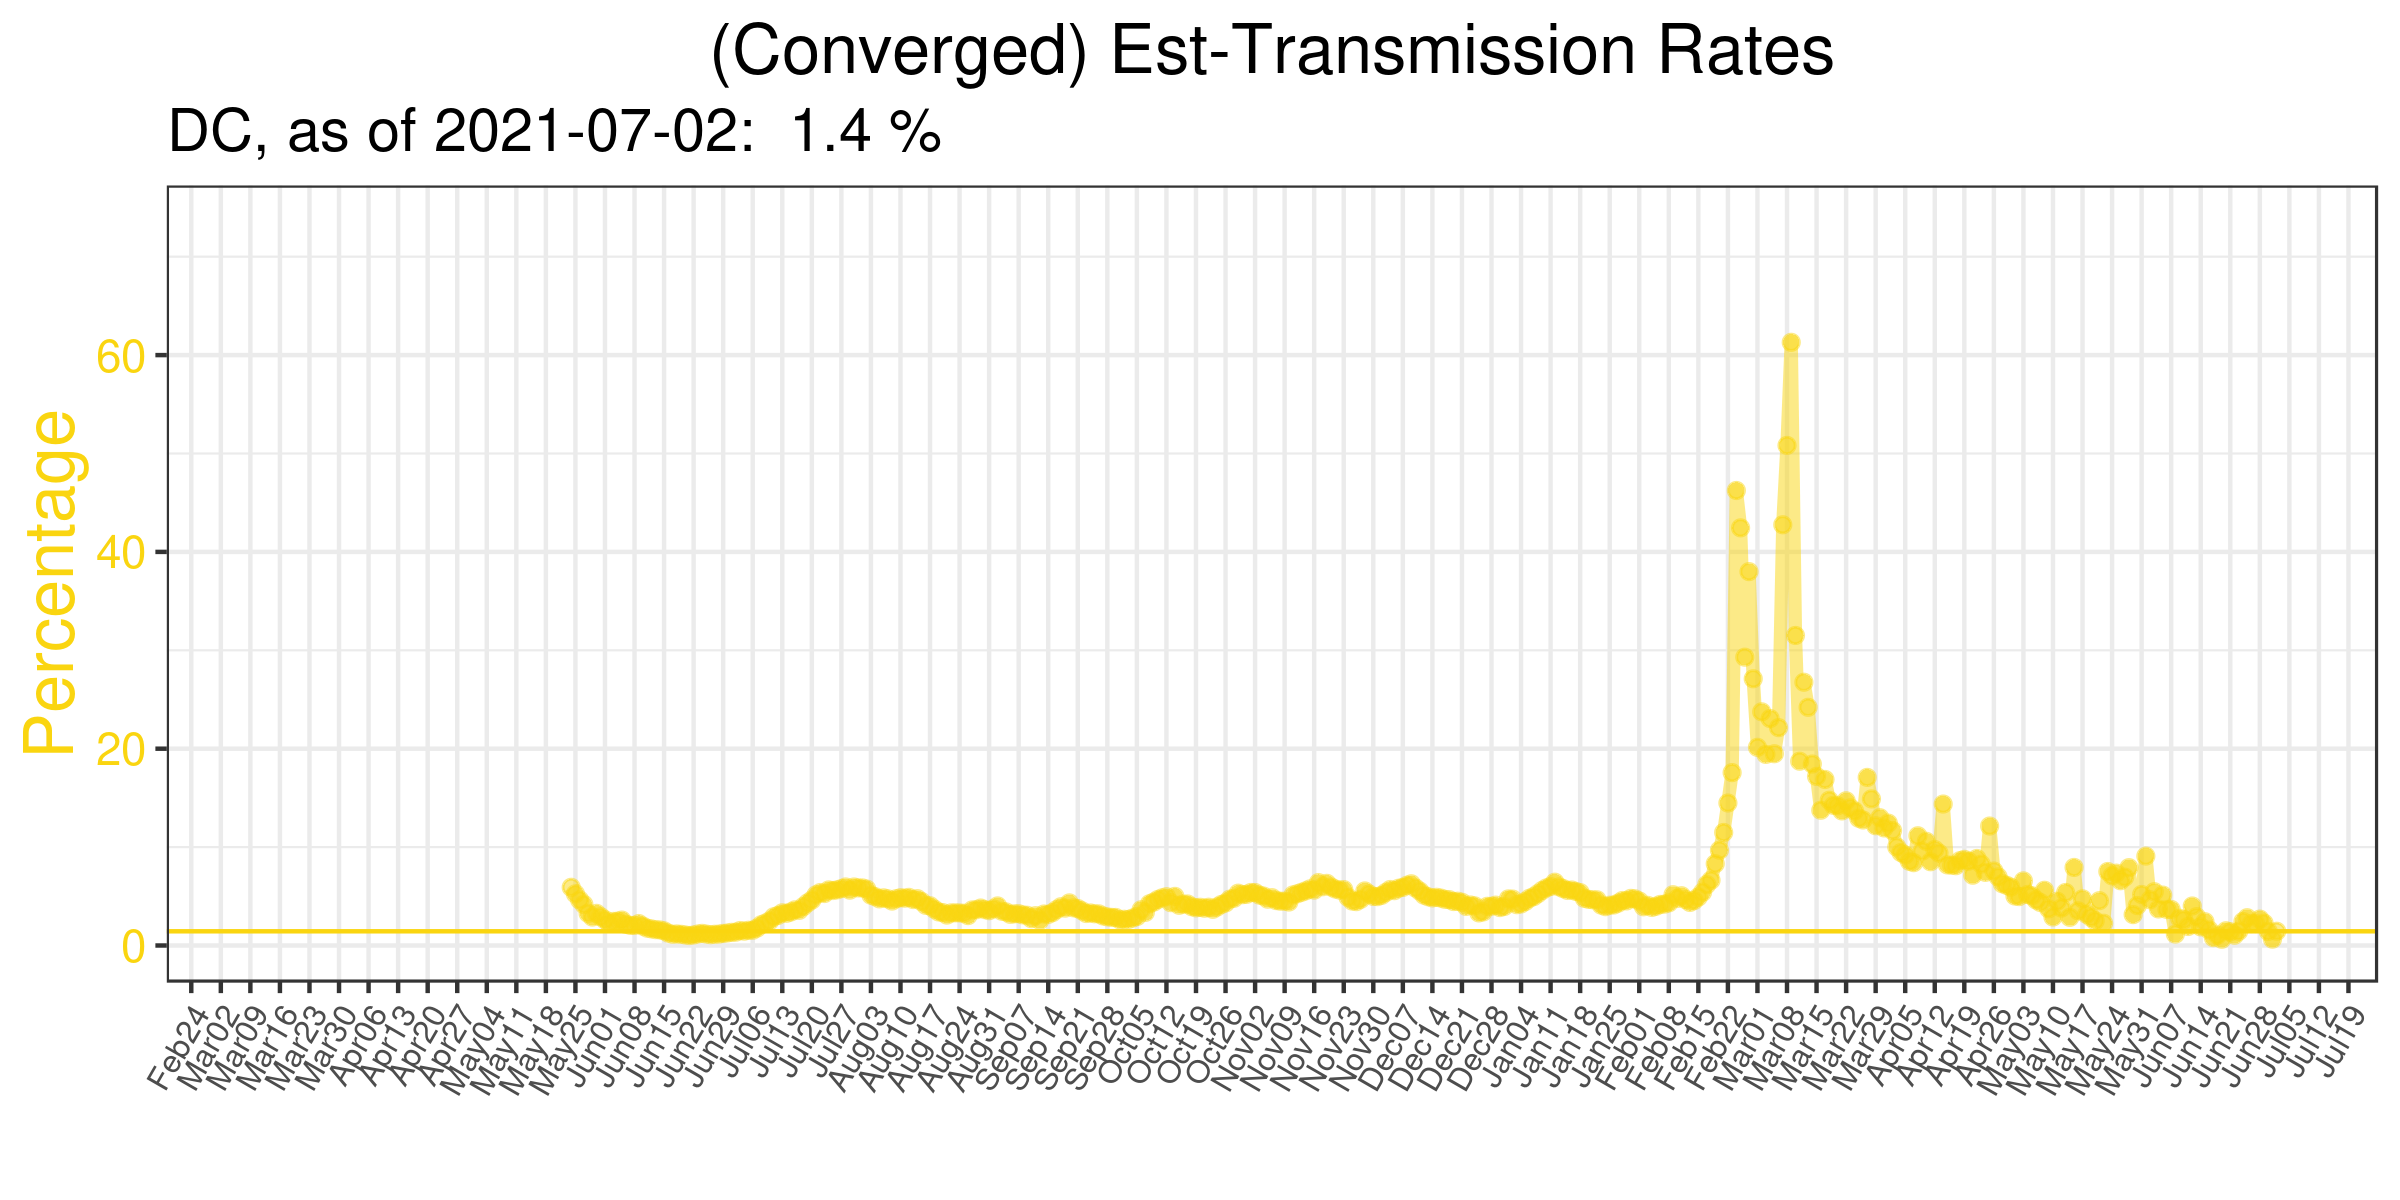 (Converged) Est-Transmission Rates
DC, as of 2021-07-02:  1.4 %
Percentage
60
40
20
0
Feb24
Mar02
Mar09
Mar16
Mar23
Mar30
Apr06
Apr13
Apr20
Apr27
May04
May11
May18
May25
Jun01
Jun08
Jun15
Jun22
Jun29
Jul06
Jul13
Jul20
Jul27
Aug03
Aug10
Aug17
Aug24
Aug31
Sep07
Sep14
Sep21
Sep28
Oct05
Oct12
Oct19
Oct26
Nov02
Nov09
Nov16
Nov23
Nov30
Dec07
Dec14
Dec21
Dec28
Jan04
Jan11
Jan18
Jan25
Feb01
Feb08
Feb15
Feb22
Mar01
Mar08
Mar15
Mar22
Mar29
Apr05
Apr12
Apr19
Apr26
May03
May10
May17
May24
May31
Jun07
Jun14
Jun21
Jun28
Jul05
Jul12
Jul19